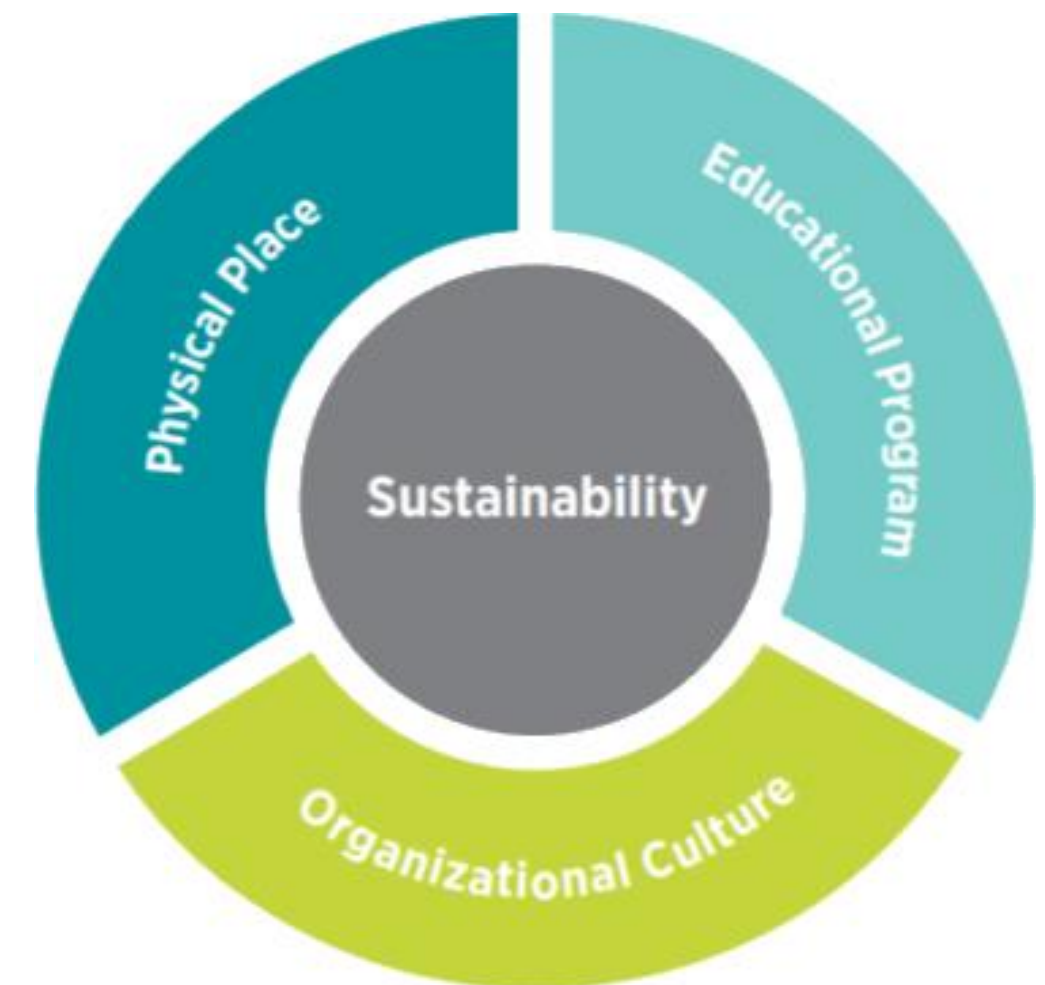 Physical Place
Educational Program
Sustainability
Organizational Culture